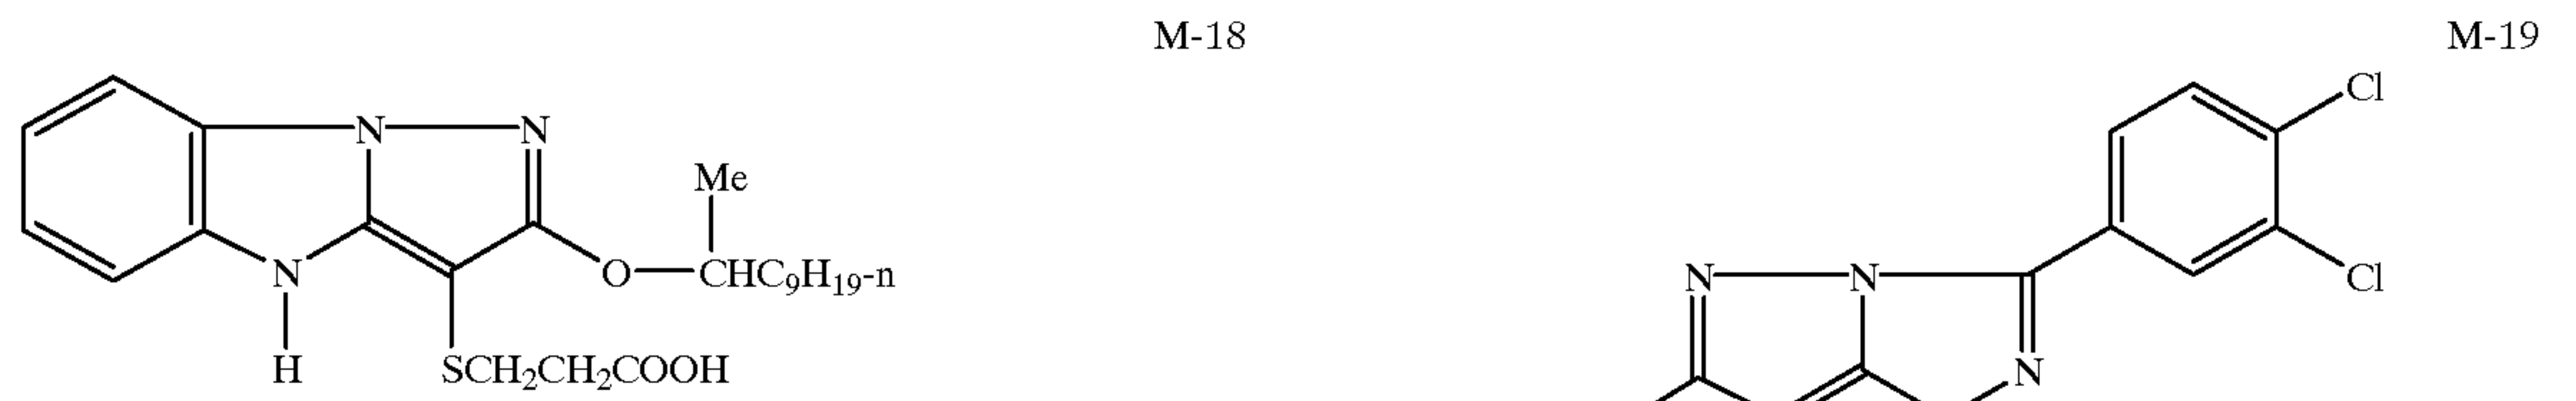 M-18
M-19
Cl
N N
Me
N O CHC₉H₁₉-n
N N Cl
H SCH₂CH₂COOH
N